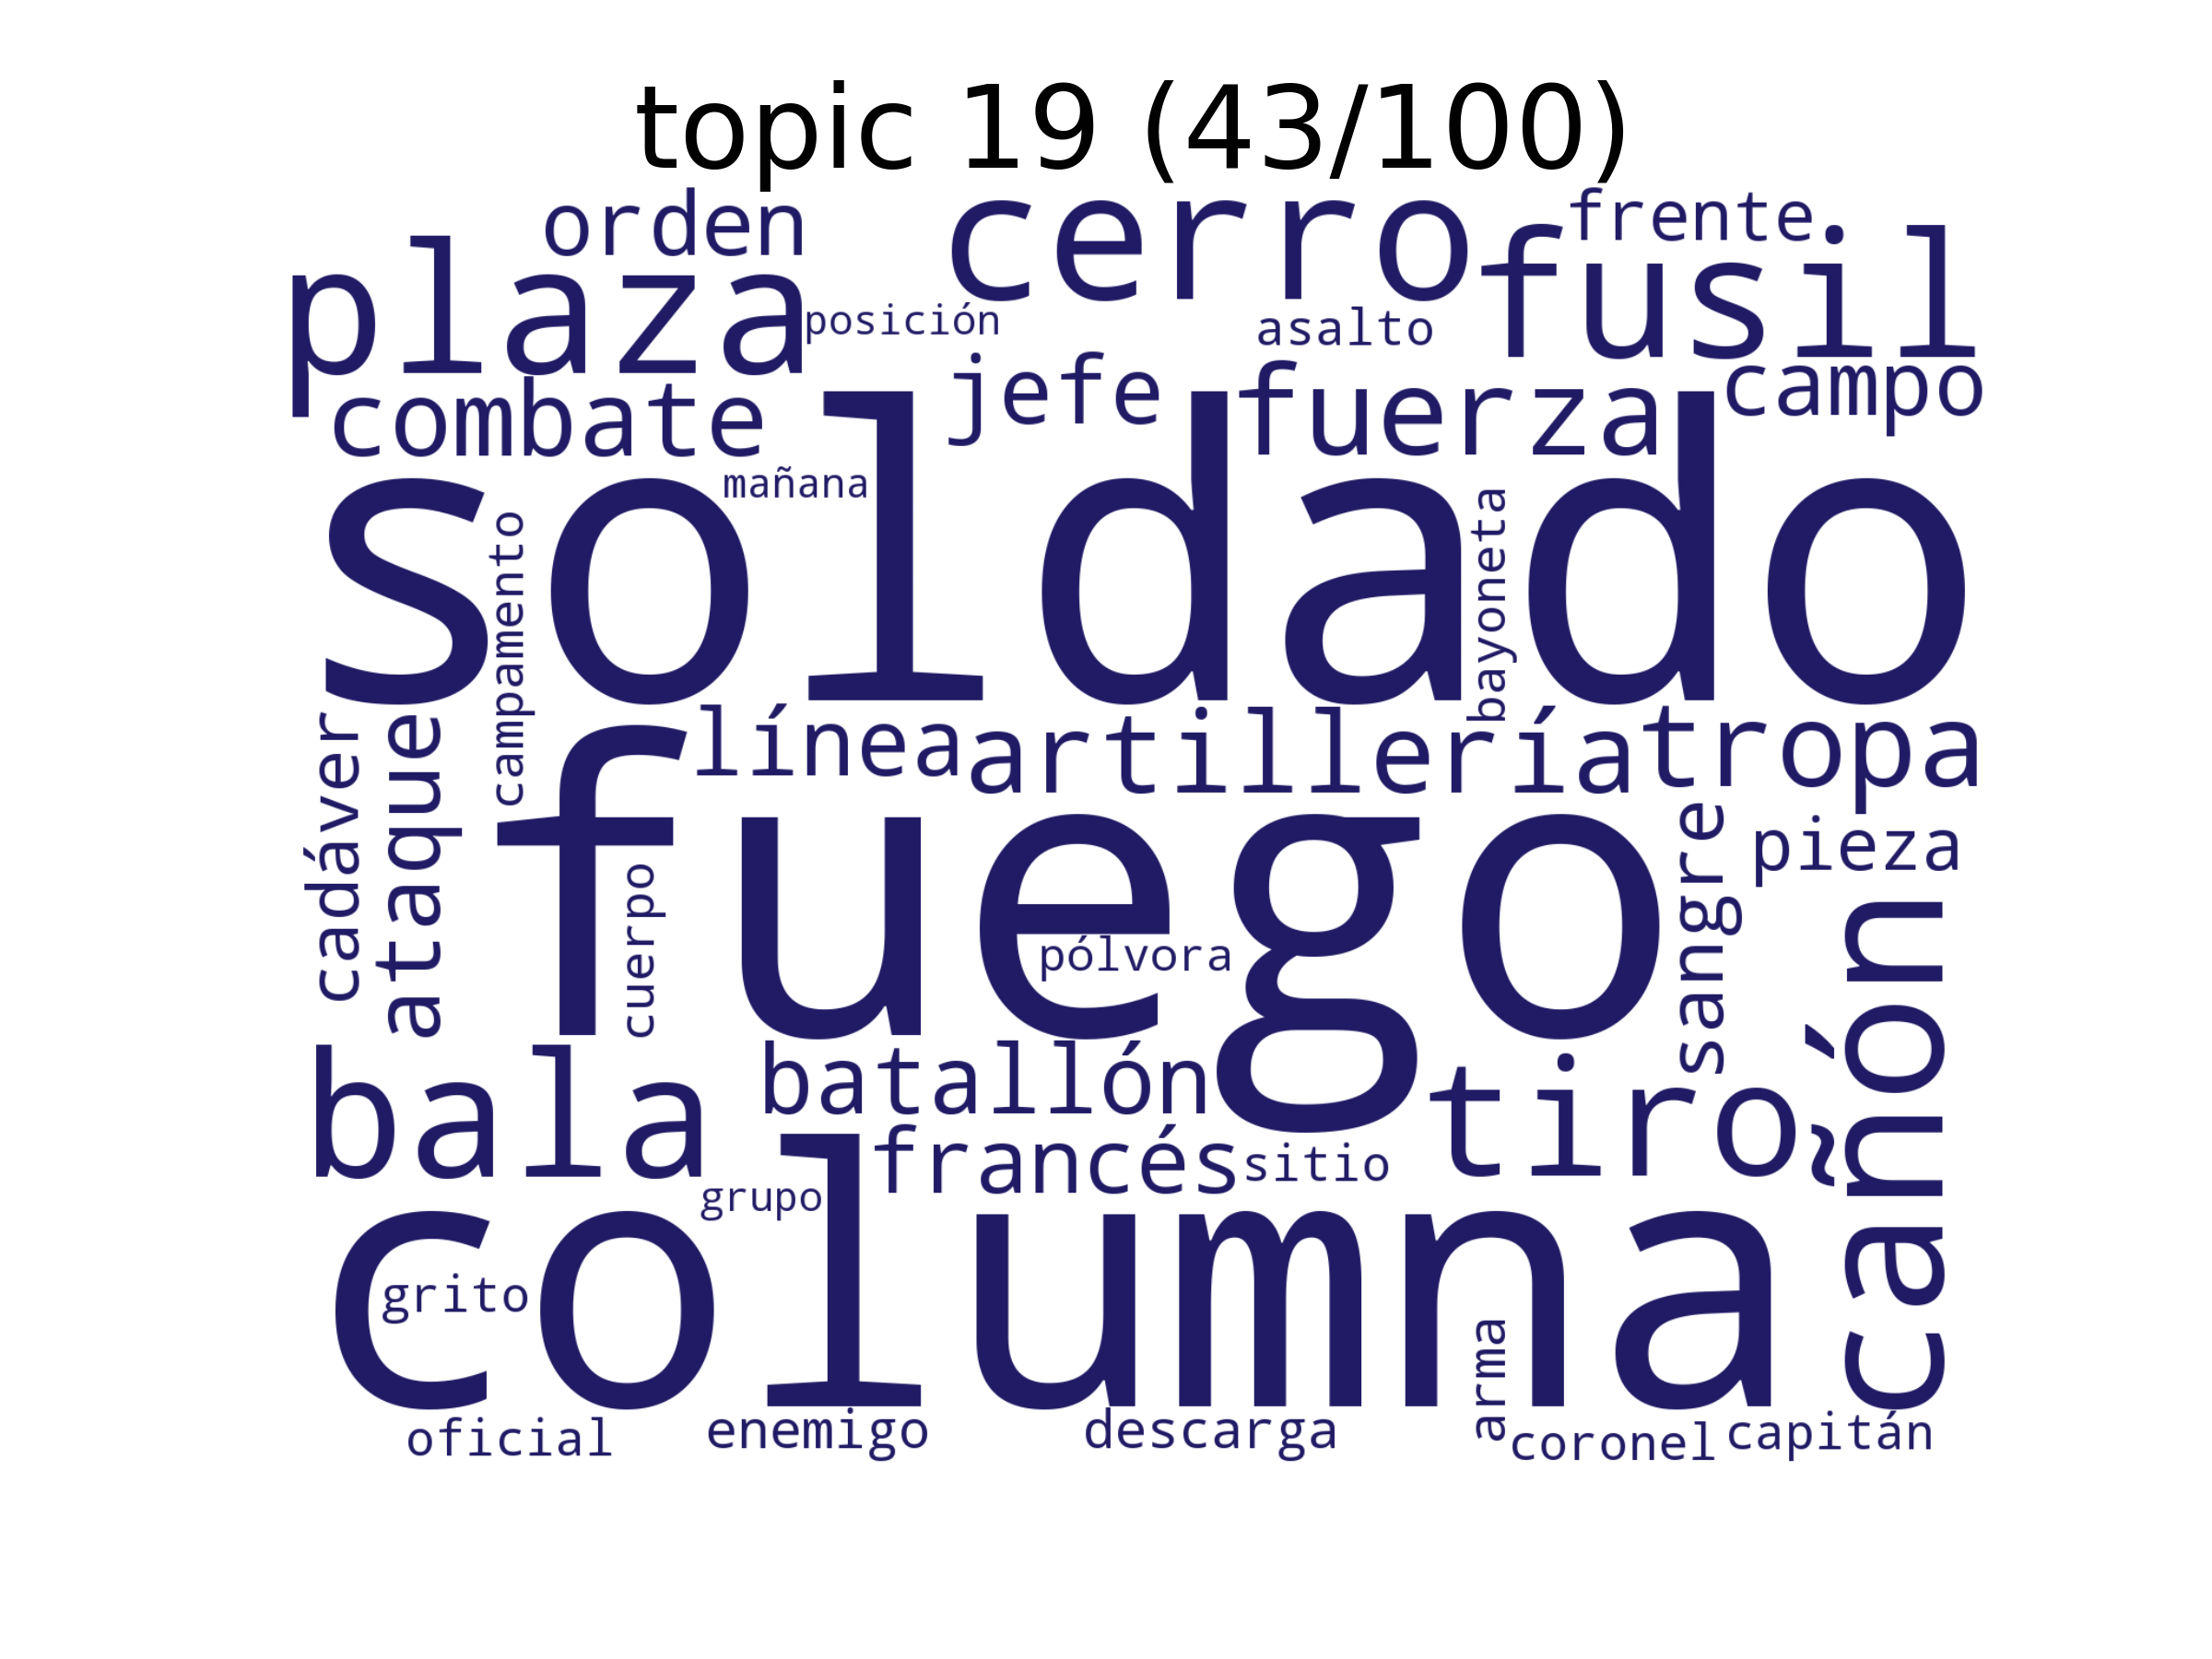 topic 19 (43/100)
orden
cerro
frente
plaza
fusil
posición
asalto
jefe
fuerza
campo
combate
mañana
soldado
campamento
bayoneta
línea
artillería
tropa
cadáver
ataque
fuego
cuerpo
pólvora
sangre
pieza
cañón
bala
batallón
tiro
francés
sitio
grupo
columna
grito
arma
oficial
enemigo
descarga
coronel
capitán